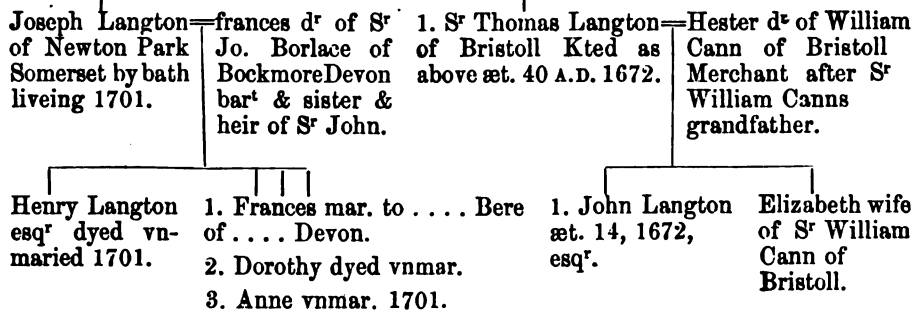 Joseph Langton
of Newton Park
Somerset by bath
liveing 1701.
frances dʳ of Sʳ
Jo. Borlace of
Bockmore Devon
barᵗ & sister &
heir of Sʳ John.
1. Sʳ Thomas Langton
of Bristoll Kted as
above æt. 40 A.D. 1672.
Hester dʳ of William
Cann of Bristoll
Merchant after Sʳ
William Canns
grandfather.
Henry Langton
esqʳ dyed vn-
maried 1701.
1. Frances mar. to . . . . Bere
of . . . . Devon.
2. Dorothy dyed vnmar.
3. Anne vnmar. 1701.
1. John Langton
æt. 14, 1672,
esqʳ.
Elizabeth wife
of Sʳ William
Cann of
Bristoll.